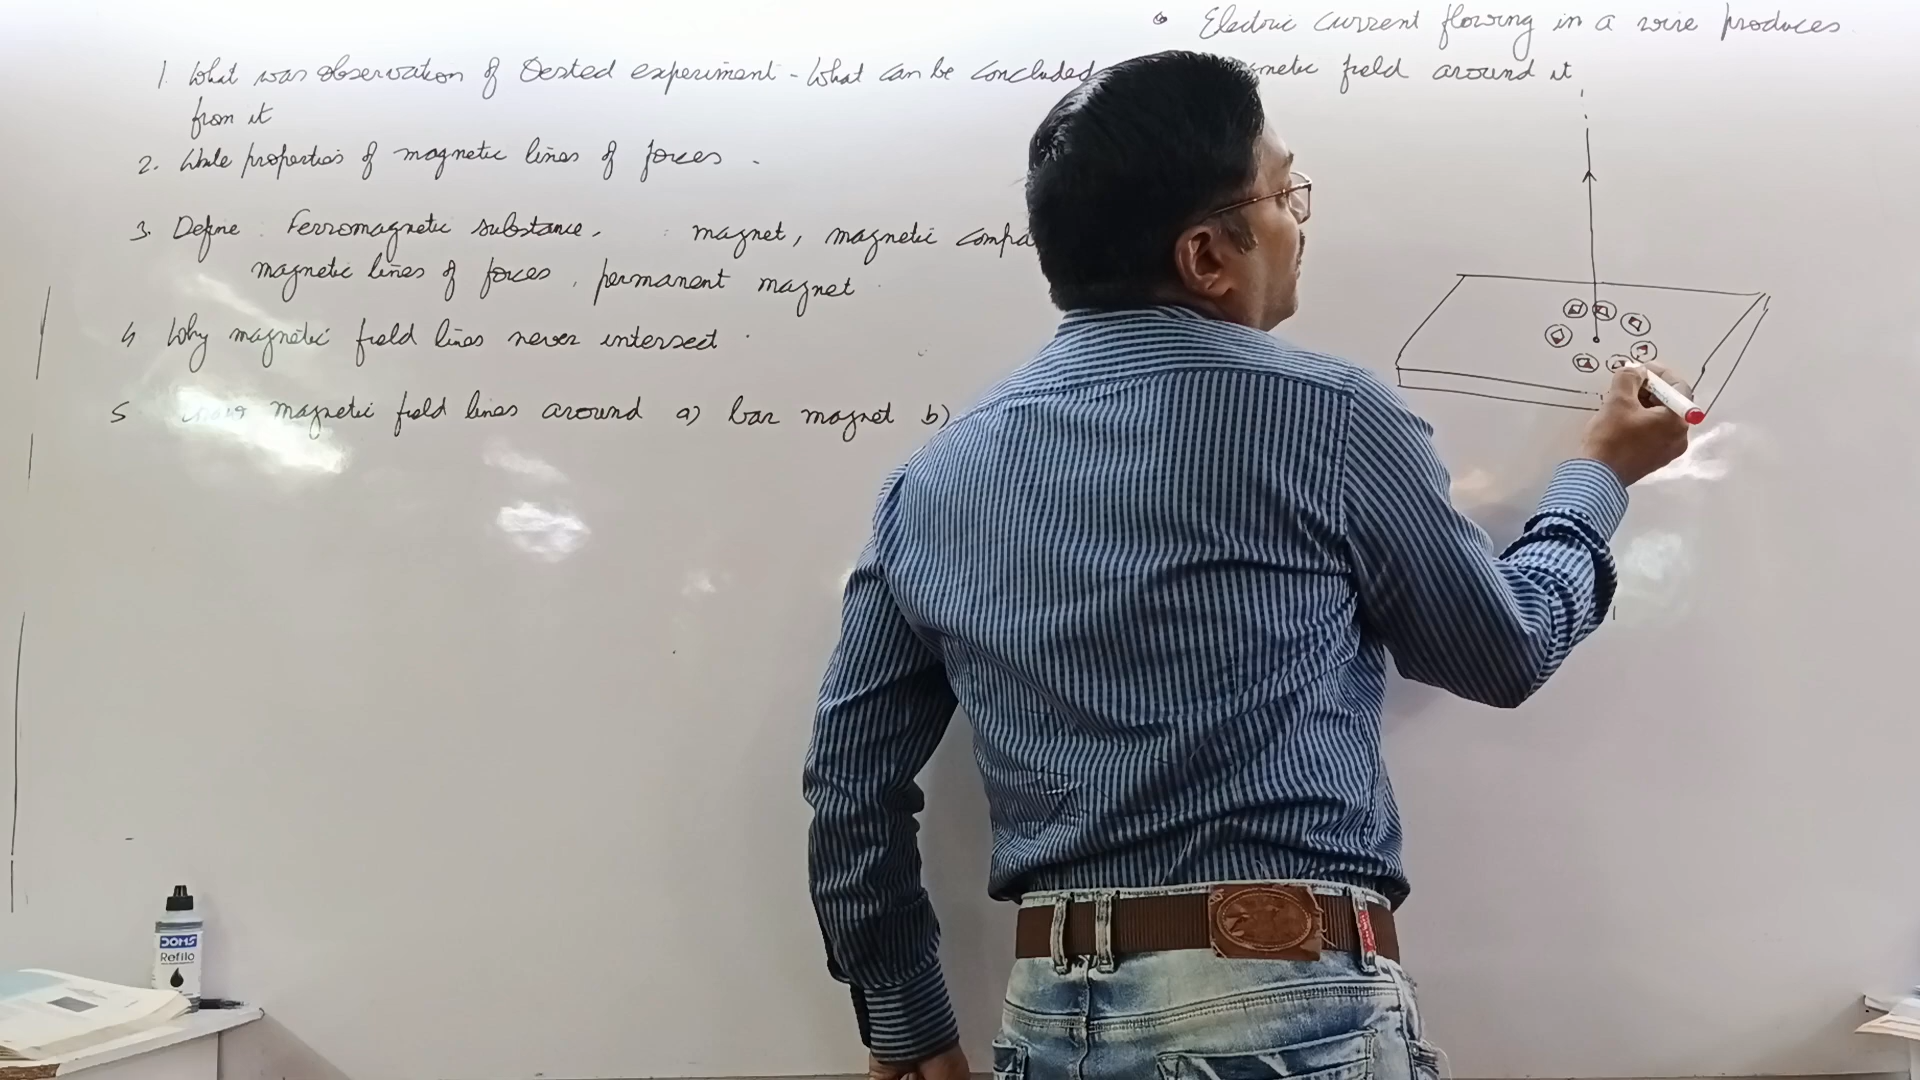 • Electric current flowing in a wire produces
gnetic field around it
1. What was observation of Oested experiment - What can be concluded
from it
2. Write properties of magnetic lines of forces .
3. Define : Ferromagnetic substance, : magnet, magnetic compa
magnetic lines of forces , permanent magnet
4 Why magnetic field lines never intersect
5 magnetic field lines around a) bar magnet b)
DOMS
Refilo